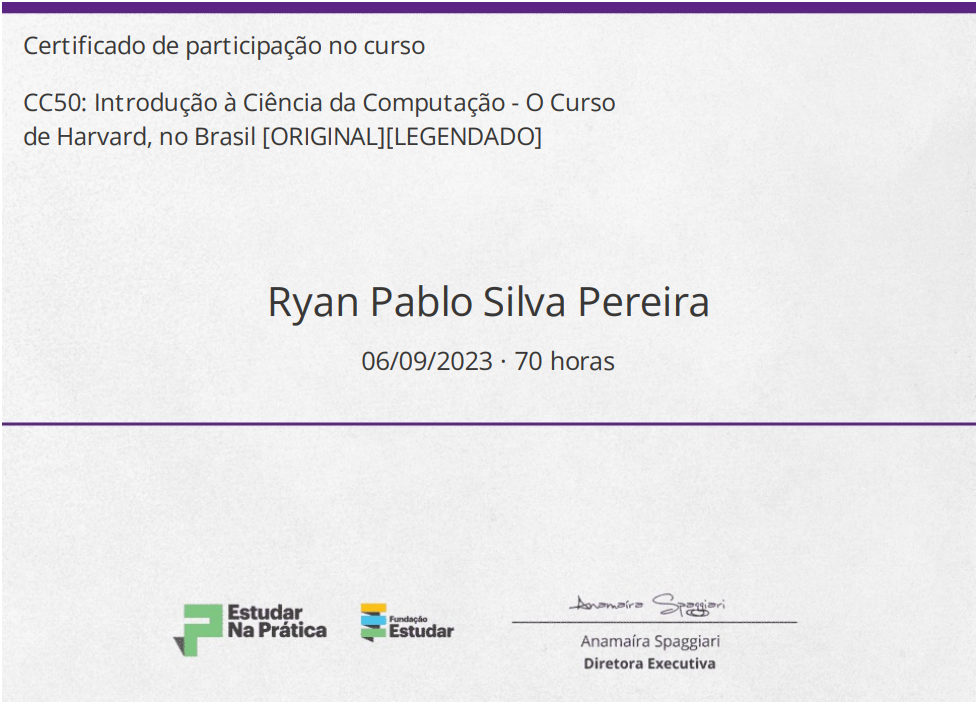 Certificado de participação no curso
CC50: Introdução à Ciência da Computação - O Curso
de Harvard, no Brasil [ORIGINAL][LEGENDADO]
Ryan Pablo Silva Pereira
06/09/2023 · 70 horas
Estudar
Na Prática
Fundação
Estudar
Anamaíra Spaggiari
Anamaíra Spaggiari
Diretora Executiva